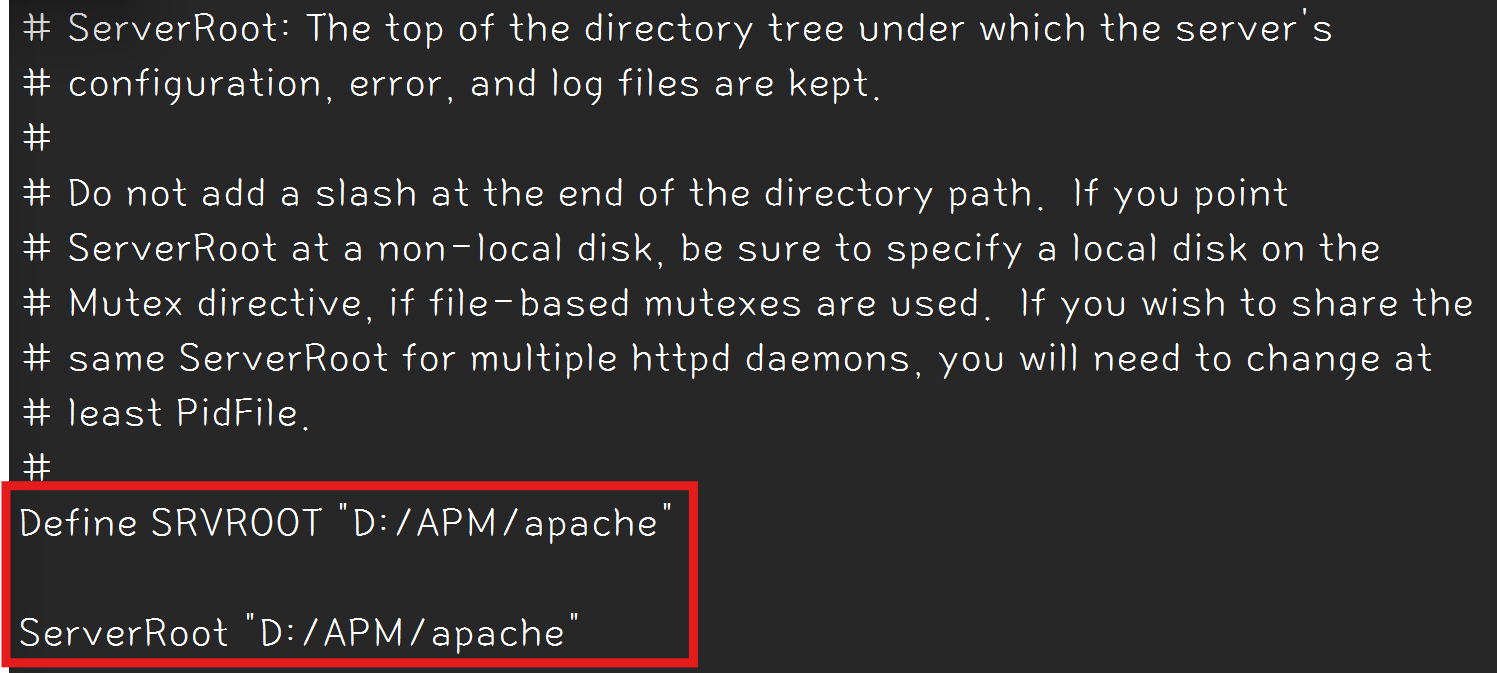 # ServerRoot: The top of the directory tree under which the server's
# configuration, error, and log files are kept.
#
# Do not add a slash at the end of the directory path.  If you point
# ServerRoot at a non-local disk, be sure to specify a local disk on the
# Mutex directive, if file-based mutexes are used.  If you wish to share the
# same ServerRoot for multiple httpd daemons, you will need to change at
# least PidFile.
#
Define SRVROOT "D:/APM/apache"
ServerRoot "D:/APM/apache"